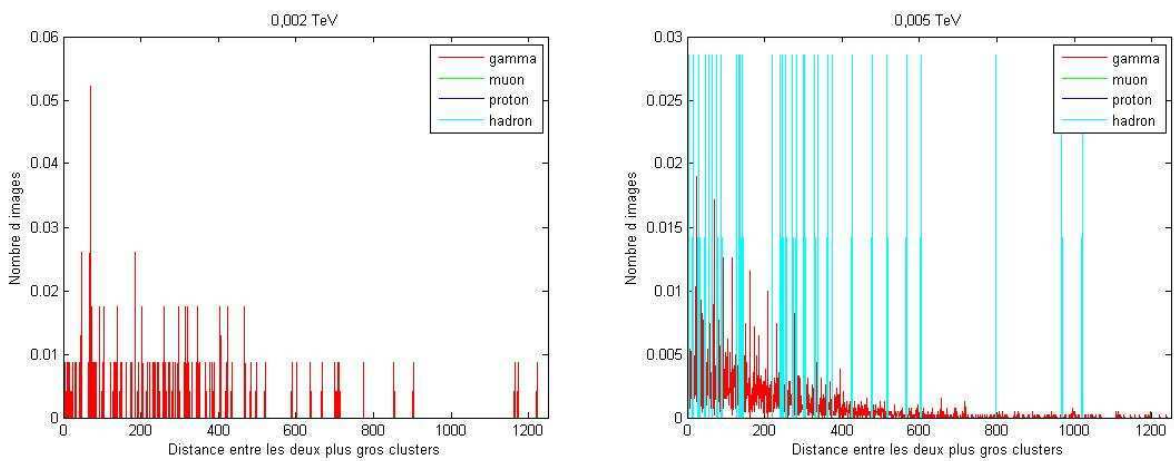 0,002 TeV
0.06
0.05
0.04
0.03
0.02
0.01
0
0 200 400 600 800 1000 1200
Nombre d images
Distance entre les deux plus gros clusters
gamma
muon
proton
hadron
0,005 TeV
0.03
0.025
0.02
0.015
0.01
0.005
0
0 200 400 600 800 1000 1200
Nombre d images
Distance entre les deux plus gros clusters
gamma
muon
proton
hadron